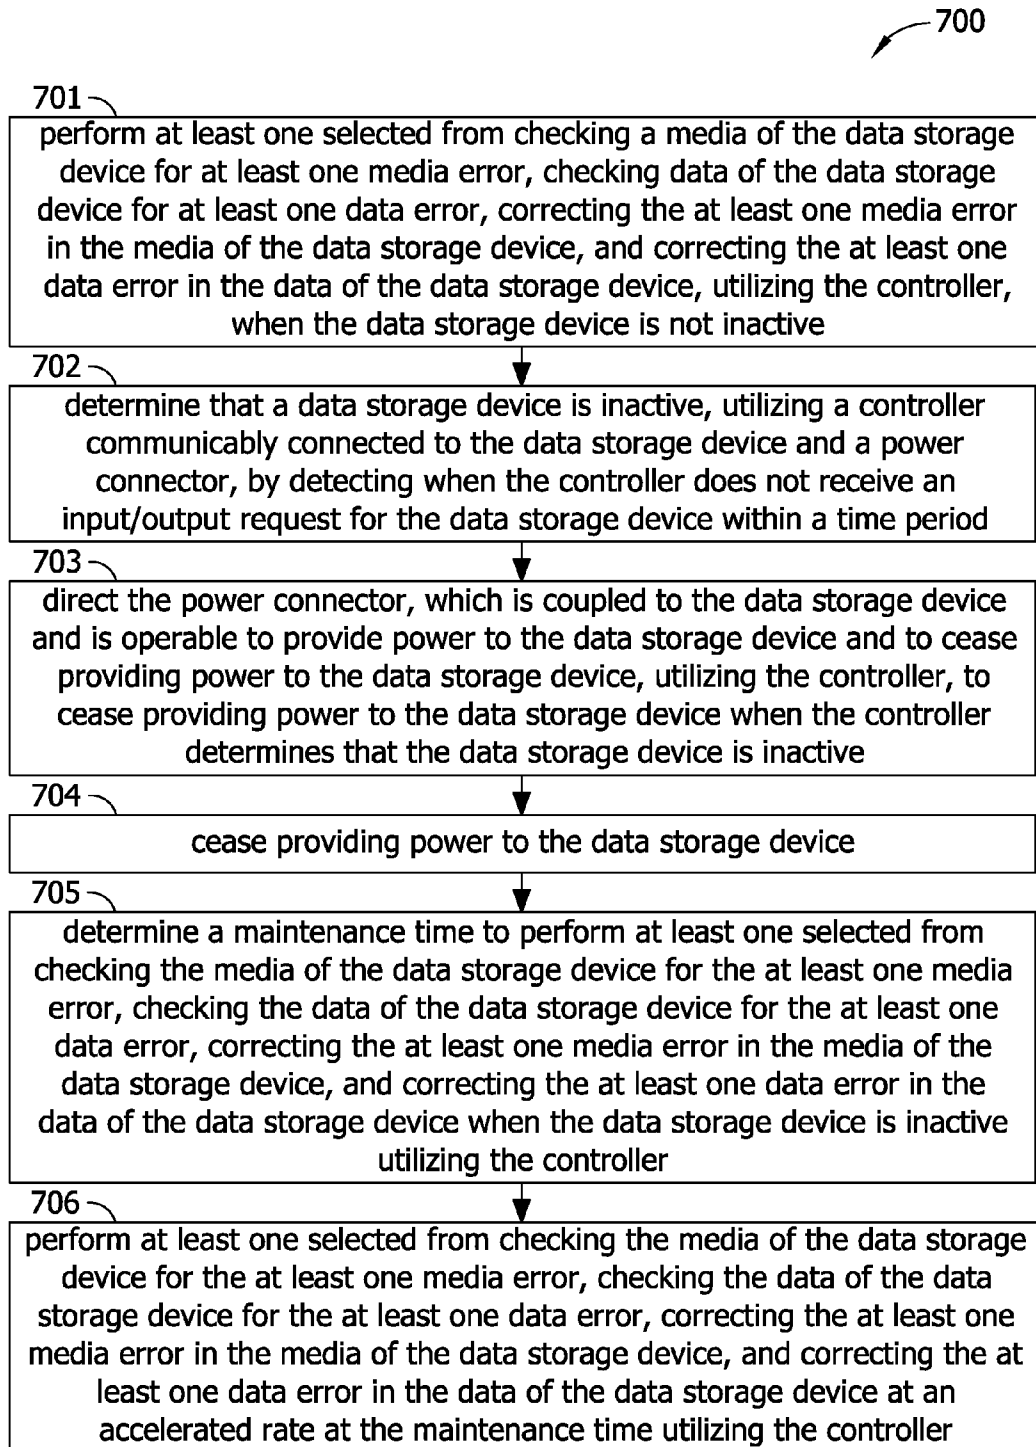 700
701
perform at least one selected from checking a media of the data storage
device for at least one media error, checking data of the data storage
device for at least one data error, correcting the at least one media error
in the media of the data storage device, and correcting the at least one
data error in the data of the data storage device, utilizing the controller,
when the data storage device is not inactive
702
determine that a data storage device is inactive, utilizing a controller
communicably connected to the data storage device and a power
connector, by detecting when the controller does not receive an
input/output request for the data storage device within a time period
703
direct the power connector, which is coupled to the data storage device
and is operable to provide power to the data storage device and to cease
providing power to the data storage device, utilizing the controller, to
cease providing power to the data storage device when the controller
determines that the data storage device is inactive
704
cease providing power to the data storage device
705
determine a maintenance time to perform at least one selected from
checking the media of the data storage device for the at least one media
error, checking the data of the data storage device for the at least one
data error, correcting the at least one media error in the media of the
data storage device, and correcting the at least one data error in the
data of the data storage device when the data storage device is inactive
utilizing the controller
706
perform at least one selected from checking the media of the data storage
device for the at least one media error, checking the data of the data
storage device for the at least one data error, correcting the at least one
media error in the media of the data storage device, and correcting the at
least one data error in the data of the data storage device at an
accelerated rate at the maintenance time utilizing the controller